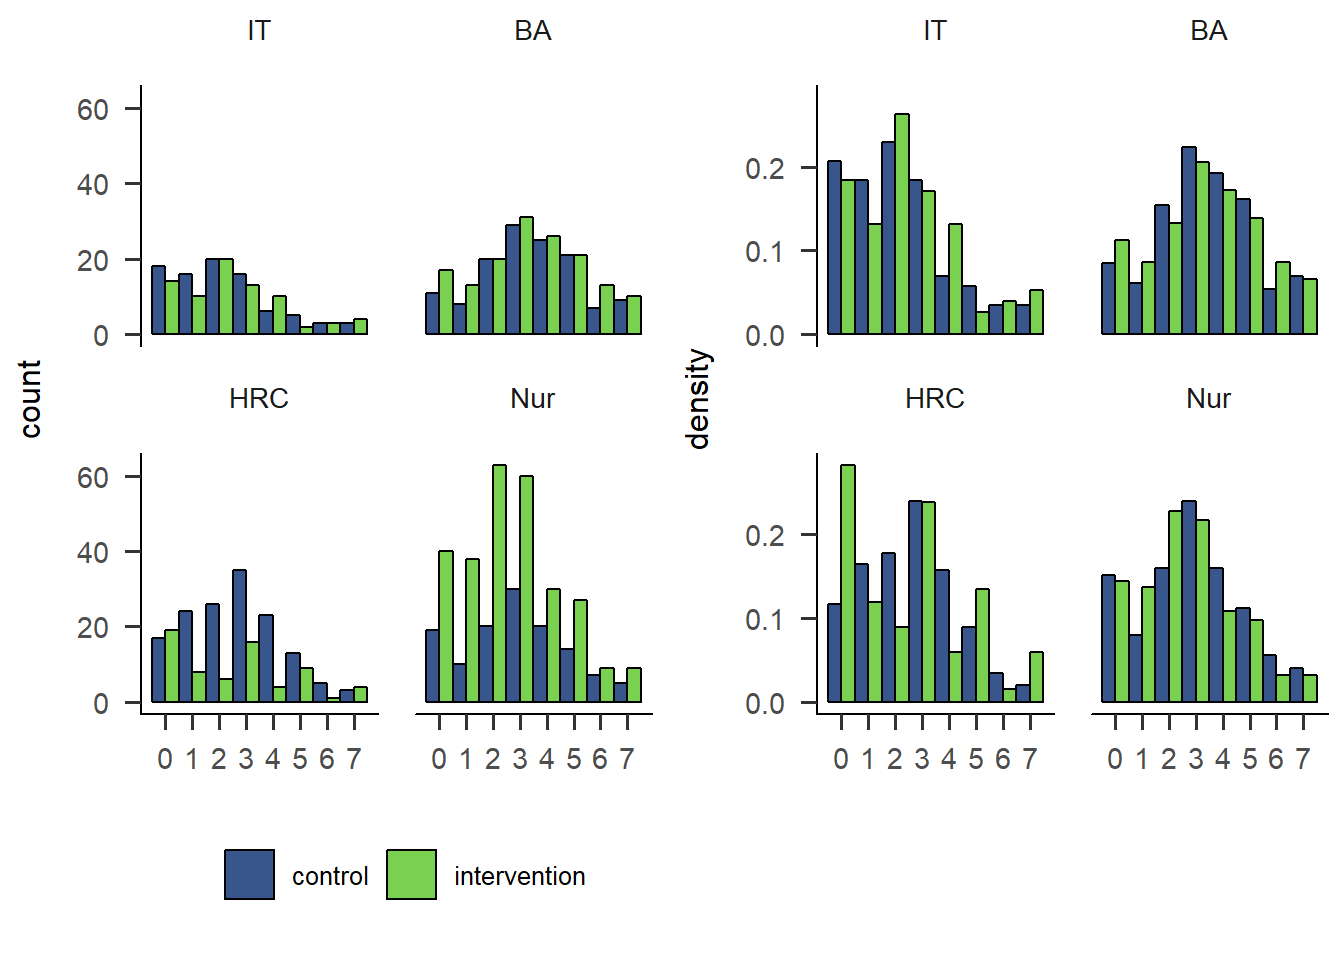 IT BA IT BA
60
40
20
0
0.2
0.1
0.0
count
density
HRC Nur HRC Nur
60
40
20
0
0.2
0.1
0.0
0 1 2 3 4 5 6 7 0 1 2 3 4 5 6 7 0 1 2 3 4 5 6 7 0 1 2 3 4 5 6 7
control intervention